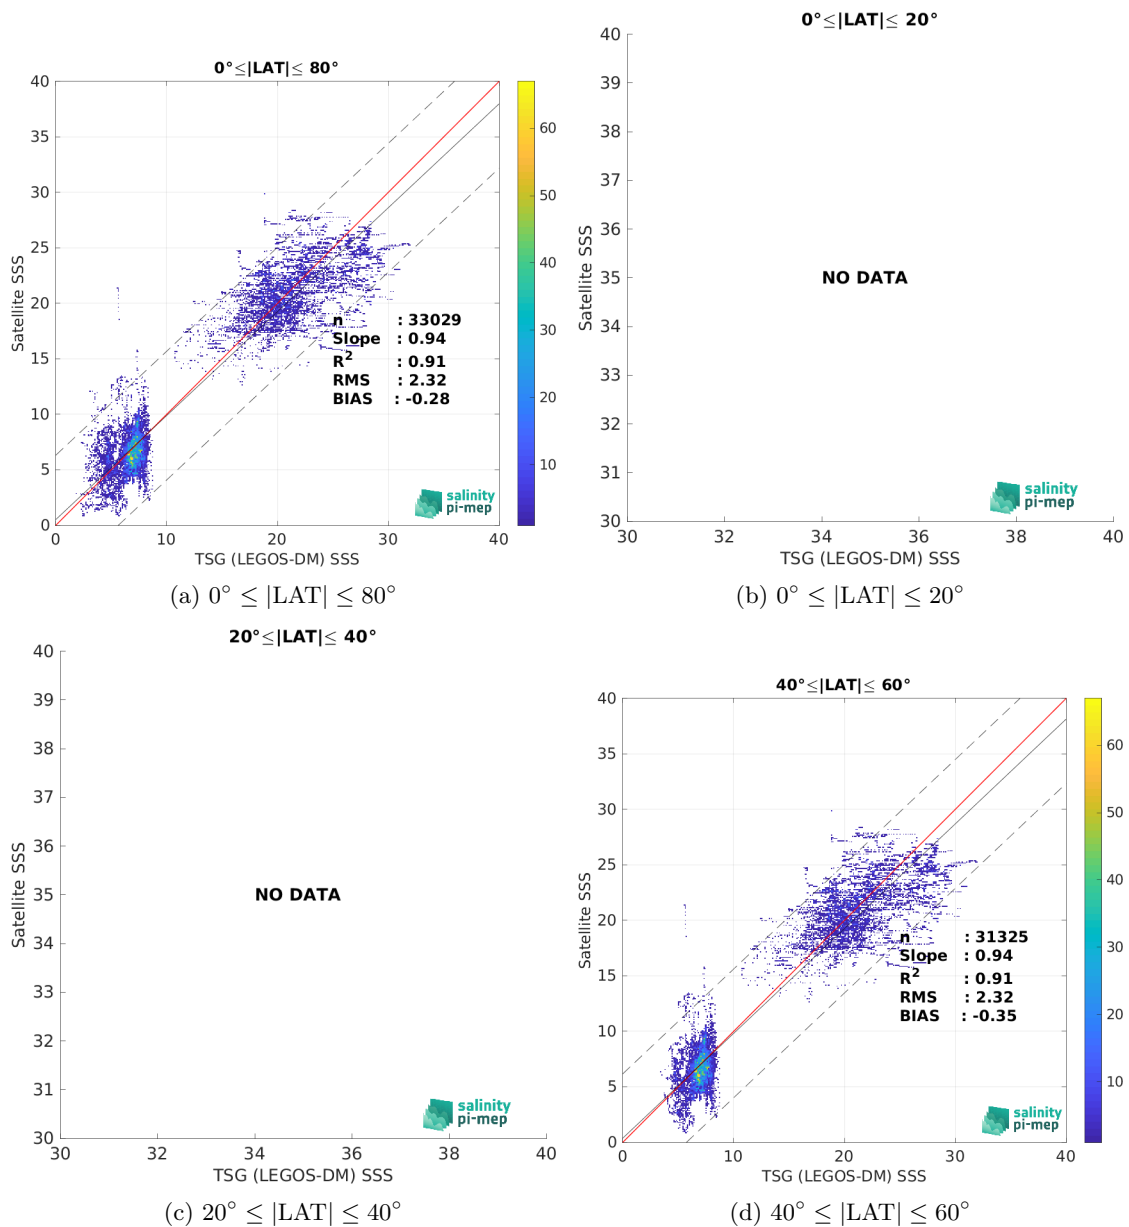 0°≤|LAT|≤ 80°
40
35
30
25
20
15
10
5
0
Satellite SSS
n : 33029
Slope : 0.94
R2 : 0.91
RMS : 2.32
BIAS : -0.28
salinity
pi-mep
0 10 20 30 40
TSG (LEGOS-DM) SSS
60
50
40
30
20
10
(a) 0° ≤ |LAT| ≤ 80°
0°≤|LAT|≤ 20°
40
39
38
37
36
35
34
33
32
31
30
Satellite SSS
NO DATA
salinity
pi-mep
30 32 34 36 38 40
TSG (LEGOS-DM) SSS
(b) 0° ≤ |LAT| ≤ 20°
20°≤|LAT|≤ 40°
40
39
38
37
36
35
34
33
32
31
30
Satellite SSS
NO DATA
salinity
pi-mep
30 32 34 36 38 40
TSG (LEGOS-DM) SSS
(c) 20° ≤ |LAT| ≤ 40°
40°≤|LAT|≤ 60°
40
35
30
25
20
15
10
5
0
Satellite SSS
n : 31325
Slope : 0.94
R2 : 0.91
RMS : 2.32
BIAS : -0.35
salinity
pi-mep
0 10 20 30 40
TSG (LEGOS-DM) SSS
60
50
40
30
20
10
(d) 40° ≤ |LAT| ≤ 60°